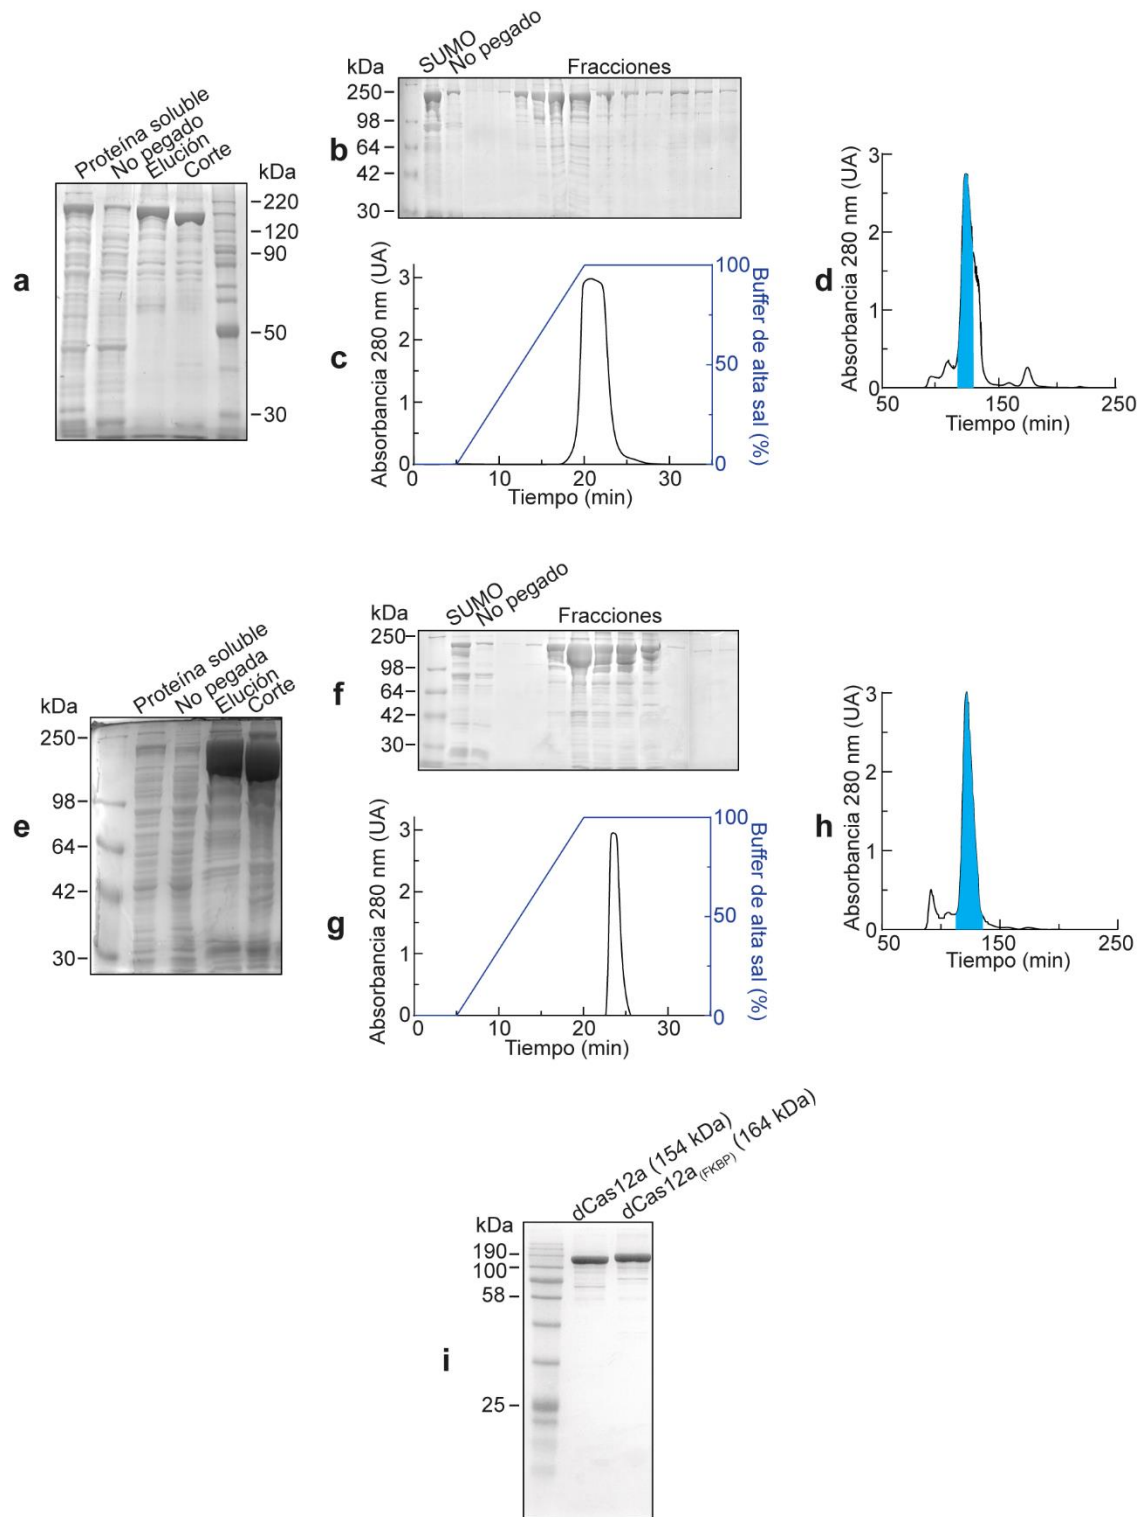 a
Proteína soluble
No pegado
Elución
Corte
kDa
220
120
90
50
30
b
kDa
SUMO
No pegado
Fracciones
250
98
64
42
30
c
Absorbancia 280 nm (UA)
3
2
1
0
0 10 20 30
Tiempo (min)
100
50
0
Buffer de alta sal (%)
d
Absorbancia 280 nm (UA)
3
2
1
0
50 150 250
Tiempo (min)
e
kDa
Proteína soluble
No pegada
Elución
Corte
250
98
64
42
30
f
kDa
SUMO
No pegado
Fracciones
250
98
64
42
30
g
Absorbancia 280 nm (UA)
3
2
1
0
0 10 20 30
Tiempo (min)
100
50
0
Buffer de alta sal (%)
h
Absorbancia 280 nm (UA)
3
2
1
0
50 150 250
Tiempo (min)
i
kDa
dCas12a (154 kDa)
dCas12a(FKBP) (164 kDa)
190
100
58
25